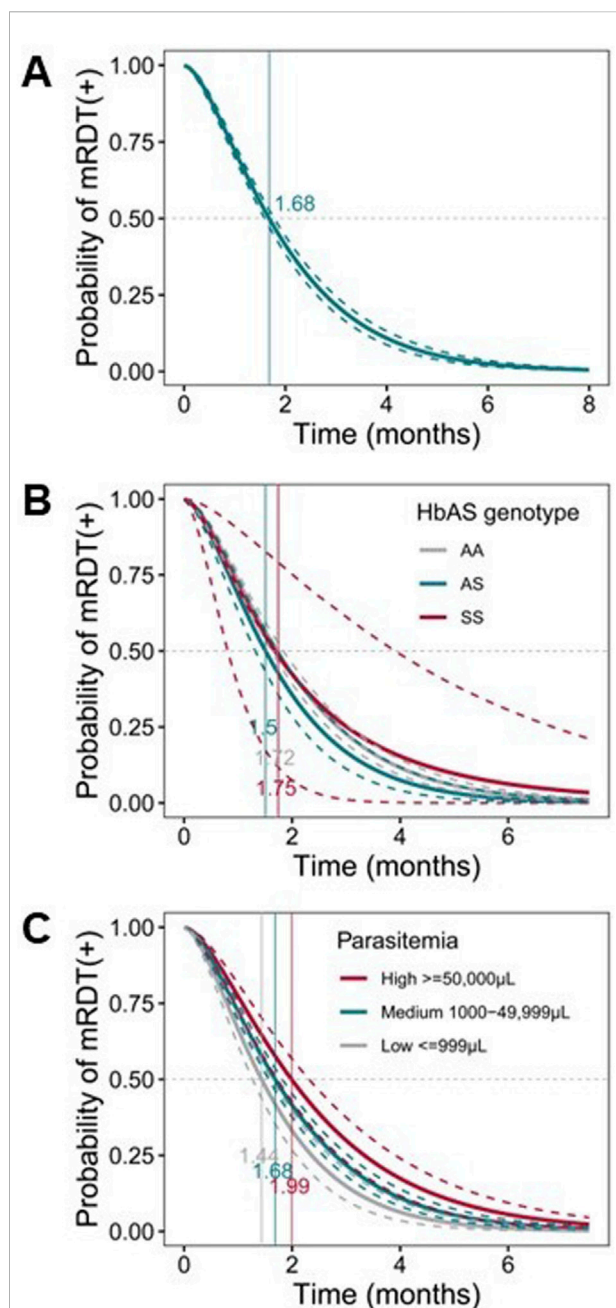 A
Probability of mRDT(+)
1.00
0.75
0.50
0.25
0.00
1.68
0 2 4 6 8
Time (months)
B
Probability of mRDT(+)
1.00
0.75
0.50
0.25
0.00
HbAS genotype
AA
AS
SS
1.5
1.72
1.75
0 2 4 6
Time (months)
C
Probability of mRDT(+)
1.00
0.75
0.50
0.25
0.00
Parasitemia
High >=50,000µL
Medium 1000−49,999µL
Low <=999µL
1.44
1.68
1.99
0 2 4 6
Time (months)